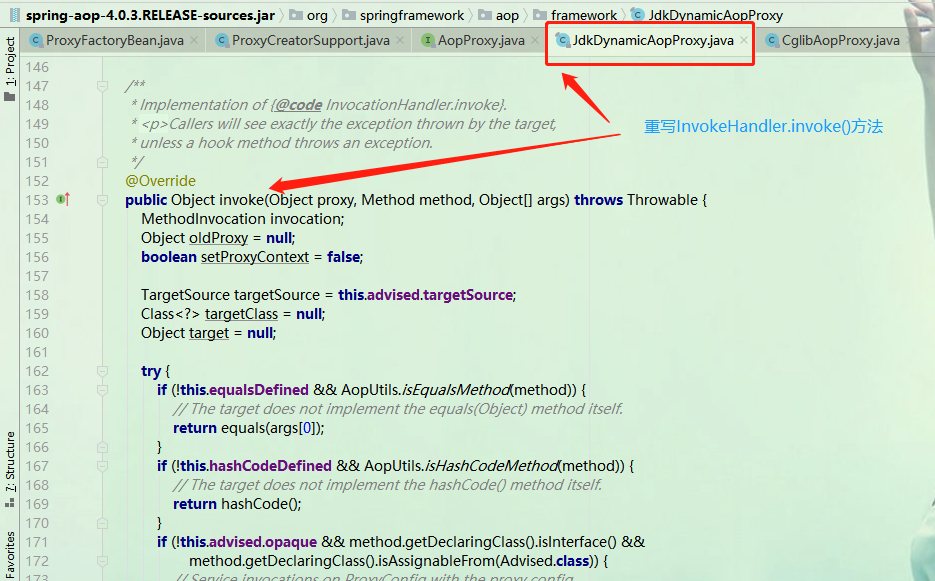 spring-aop-4.0.3.RELEASE-sources.jar org springframework aop framework JdkDynamicAopProxy
ProxyFactoryBean.java ProxyCreatorSupport.java AopProxy.java JdkDynamicAopProxy.java CglibAopProxy.java
1: Project
7: Structure
Favorites
146
147 /**
148 * Implementation of {@code InvocationHandler.invoke}.
149 * <p>Callers will see exactly the exception thrown by the target,
150 * unless a hook method throws an exception.
151 */
152 @Override
153 public Object invoke(Object proxy, Method method, Object[] args) throws Throwable {
154 MethodInvocation invocation;
155 Object oldProxy = null;
156 boolean setProxyContext = false;
157
158 TargetSource targetSource = this.advised.targetSource;
159 Class<?> targetClass = null;
160 Object target = null;
161
162 try {
163 if (!this.equalsDefined && AopUtils.isEqualsMethod(method)) {
164 // The target does not implement the equals(Object) method itself.
165 return equals(args[0]);
166 }
167 if (!this.hashCodeDefined && AopUtils.isHashCodeMethod(method)) {
168 // The target does not implement the hashCode() method itself.
169 return hashCode();
170 }
171 if (!this.advised.opaque && method.getDeclaringClass().isInterface() &&
172 method.getDeclaringClass().isAssignableFrom(Advised.class)) {
173 // Service invocations on ProxyConfig with the proxy config...
重写InvokeHandler.invoke()方法